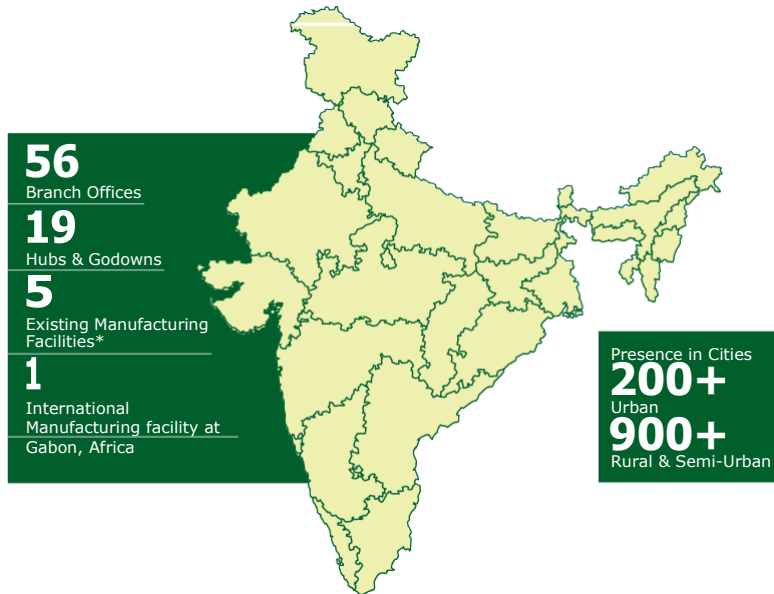 56
Branch Offices
19
Hubs & Godowns
5
Existing Manufacturing
Facilities*
1
International
Manufacturing facility at
Gabon, Africa
Presence in Cities
200+
Urban
900+
Rural & Semi-Urban